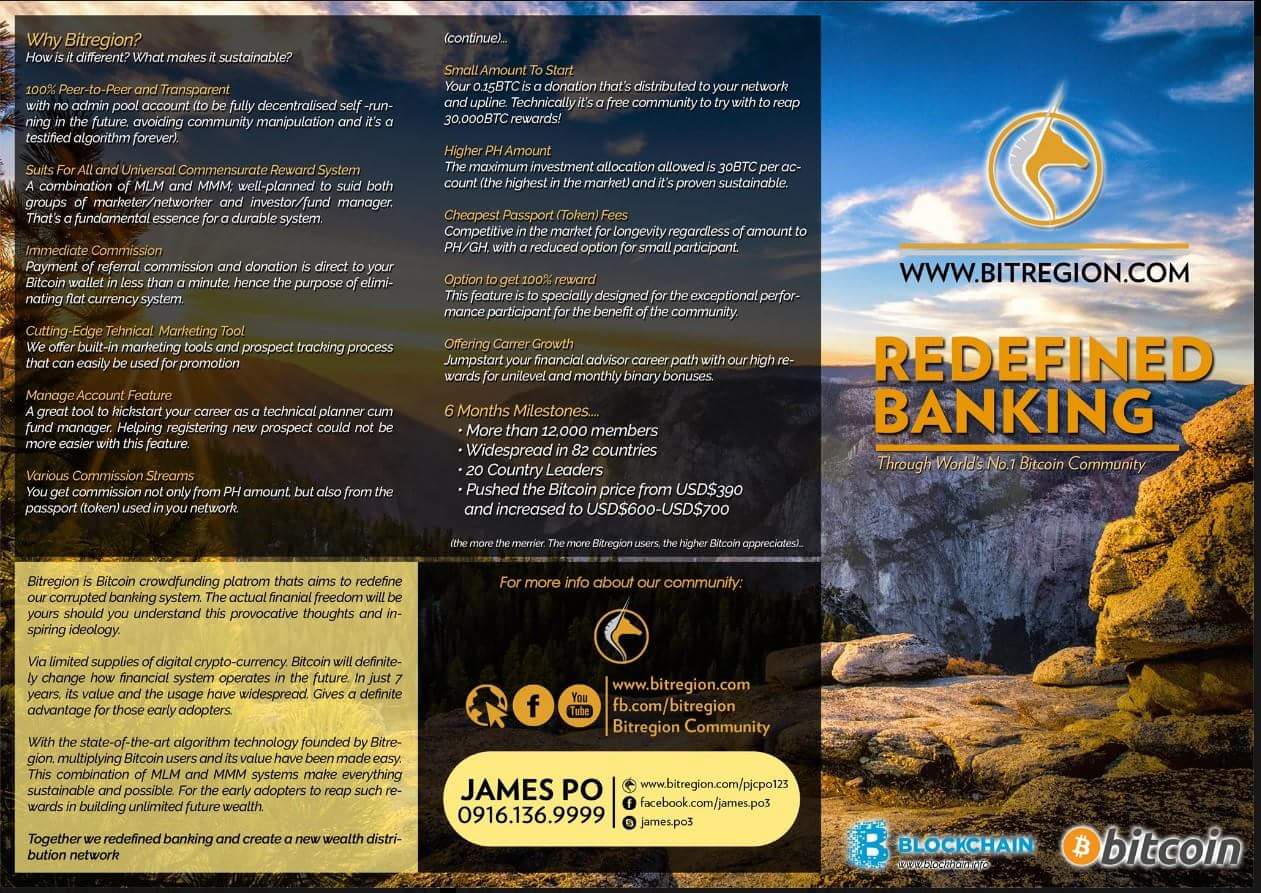 Why Bitregion?
How is it different? What makes it sustainable?
100% Peer-to-Peer and Transparent
with no admin pool account (to be fully decentralised self -run-
ning in the future, avoiding community manipulation and it's a
testified algorithm forever).
Suits For All and Universal Commensurate Reward System
A combination of MLM and MMM; well-planned to suid both
groups of marketer/networker and investor/fund manager.
That's a fundamental essence for a durable system.
Immediate Commission
Payment of referral commission and donation is direct to your
Bitcoin wallet in less than a minute, hence the purpose of elimi-
nating flat currency system.
Cutting-Edge Tehnical Marketing Tool
We offer built-in marketing tools and prospect tracking process
that can easily be used for promotion
Manage Account Feature
A great tool to kickstart your career as a technical planner cum
fund manager. Helping registering new prospect could not be
more easier with this feature.
Various Commission Streams
You get commission not only from PH amount, but also from the
passport (token) used in you network.
(continue)...
Small Amount To Start
Your 0.15BTC is a donation that's distributed to your network
and upline. Technically it's a free community to try with to reap
30,000BTC rewards!
Higher PH Amount
The maximum investment allocation allowed is 30BTC per ac-
count (the highest in the market) and it's proven sustainable.
Cheapest Passport (Token) Fees
Competitive in the market for longevity regardless of amount to
PH/GH, with a reduced option for small participant.
Option to get 100% reward
This feature is to specially designed for the exceptional perfor-
mance participant for the benefit of the community.
Offering Carrer Growth
Jumpstart your financial advisor career path with our high re-
wards for unilevel and monthly binary bonuses.
6 Months Milestones....
• More than 12,000 members
• Widespread in 82 countries
• 20 Country Leaders
• Pushed the Bitcoin price from USD$390
and increased to USD$600-USD$700
(the more the merrier. The more Bitregion users, the higher Bitcoin appreciates)...
Bitregion is Bitcoin crowdfunding platrom thats aims to redefine
our corrupted banking system. The actual finanial freedom will be
yours should you understand this provocative thoughts and in-
spiring ideology.
Via limited supplies of digital crypto-currency. Bitcoin will definite-
ly change how financial system operates in the future. In just 7
years, its value and the usage have widespread. Gives a definite
advantage for those early adopters.
With the state-of-the-art algorithm technology founded by Bitre-
gion, multiplying Bitcoin users and its value have been made easy.
This combination of MLM and MMM systems make everything
sustainable and possible. For the early adopters to reap such re-
wards in building unlimited future wealth.
Together we redefined banking and create a new wealth distri-
bution network
For more info about our community:
You
Tube
www.bitregion.com
fb.com/bitregion
Bitregion Community
JAMES PO
0916.136.9999
www.bitregion.com/pjcpo123
facebook.com/james.po3
james.po3
WWW.BITREGION.COM
REDEFINED
BANKING
Through World's No.1 Bitcoin Community
BLOCKCHAIN
www.blockchain.info
bitcoin